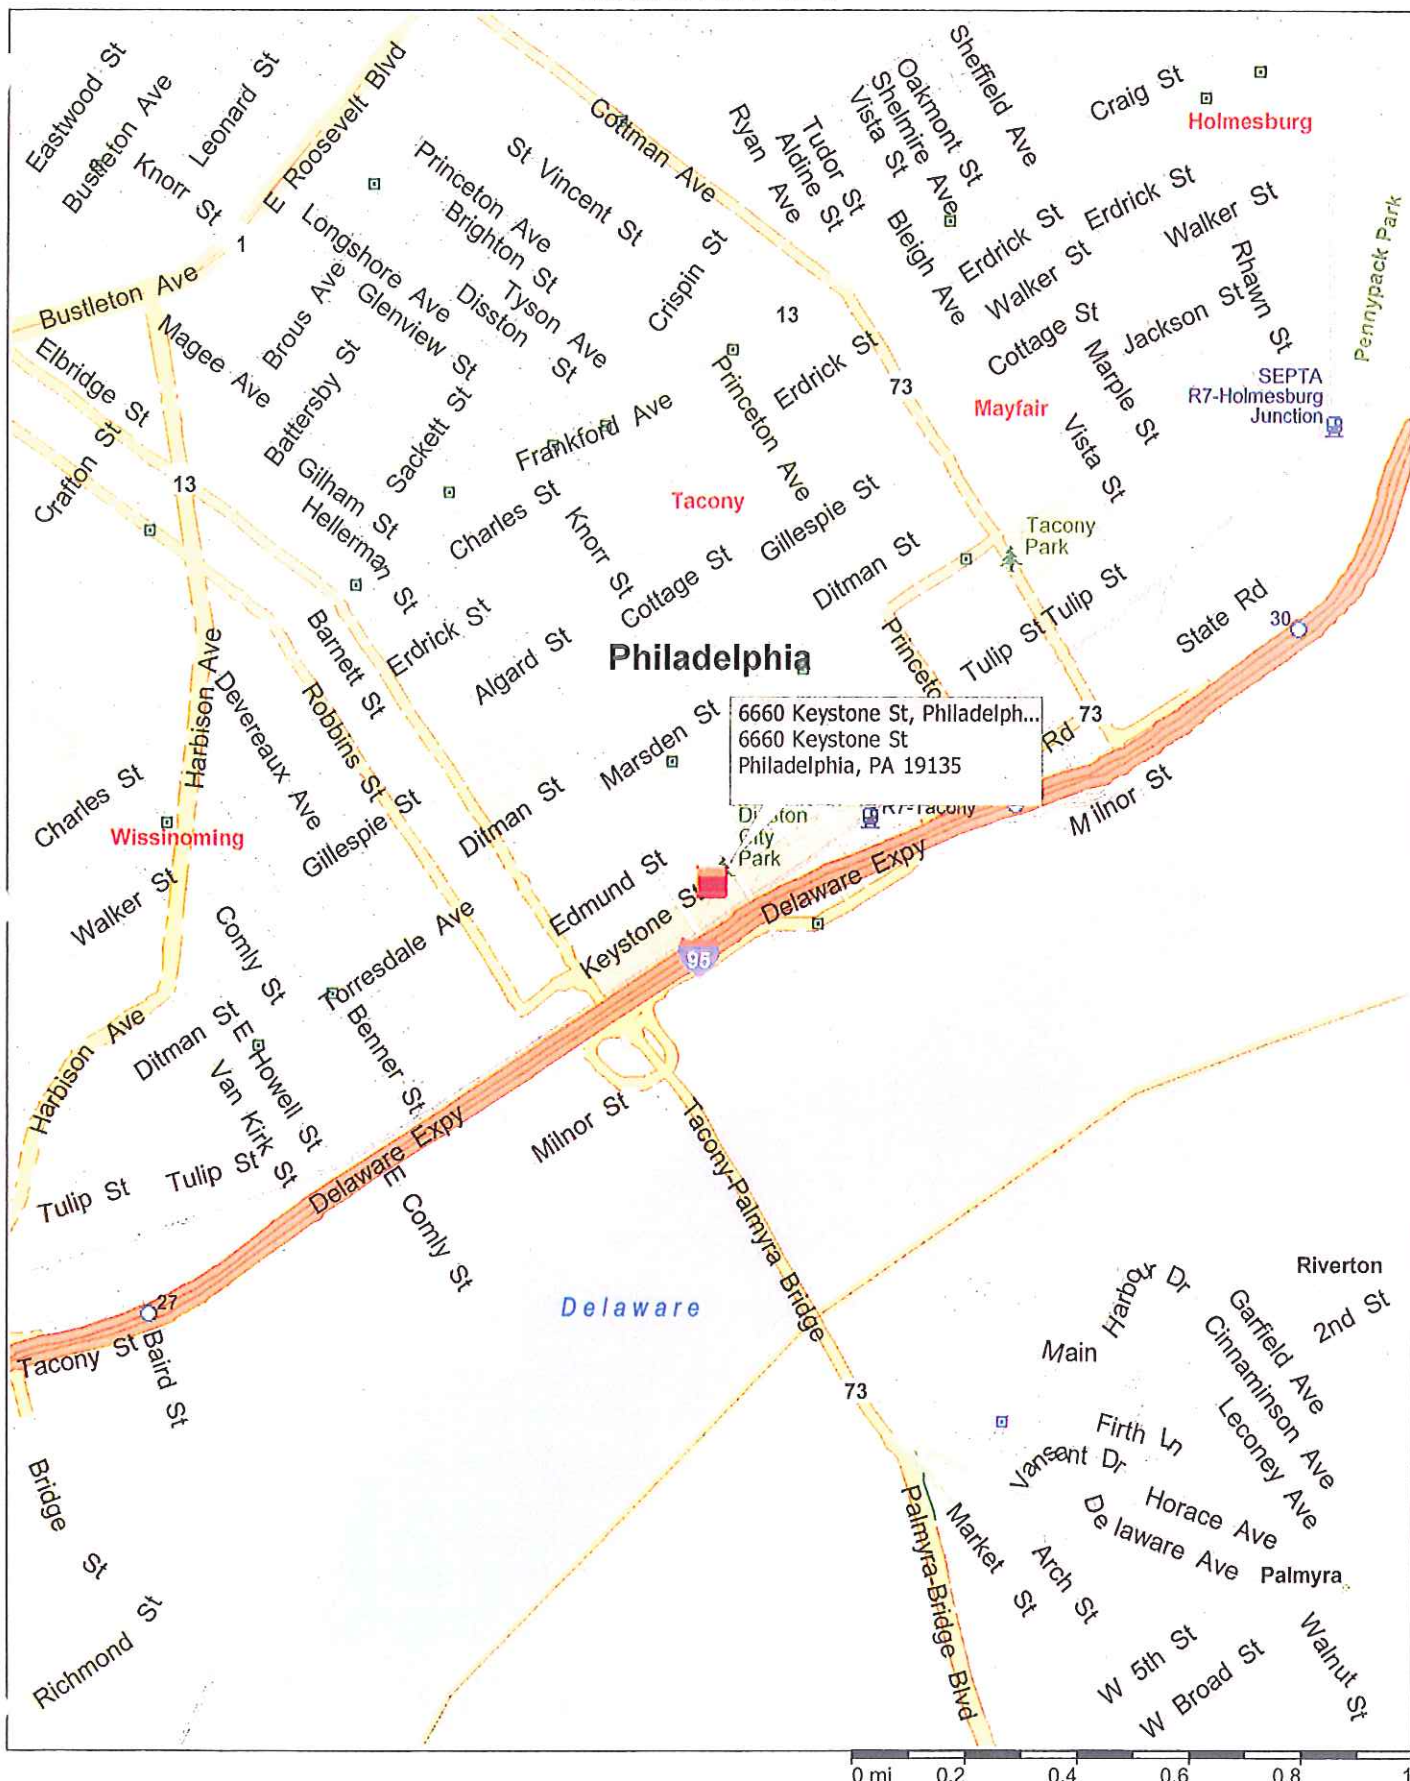 Eastwood St
Bustleton Ave
Leonard St
Knorr St
E Roosevelt Blvd
1
Bustleton Ave
Cottman Ave
St Vincent St
Princeton Ave
Brighton St
Longshore Ave
Tyson Ave
Disston St
Glenview St
Brous Ave
Magee Ave
Battersby St
Sackett St
Crispin St
Ryan Ave
Tudor St
Aldine St
Vista St
Shelmire Ave
Oakmont St
Sheffield Ave
Craig St
Holmesburg
Bleigh Ave
Erdrick St
Erdrick St
Walker St
Walker St
Rhawn St
Pennypack Park
Cottage St
Jackson St
Marple St
SEPTA
R7-Holmesburg
Junction
Mayfair
Vista St
13
73
Erdrick St
Princeton Ave
Elbridge St
Crafton St
13
Gilham St
Hellerman St
Frankford Ave
Charles St
Knorr St
Tacony
Gillespie St
Cottage St
Ditman St
Tacony
Park
Tulip St
Tulip St
State Rd
30
Princeto
Erdrick St
Algard St
Philadelphia
Barnett St
Robbins St
Devereaux Ave
Harbison Ave
Marsden St
6660 Keystone St, Philadelph...
6660 Keystone St
Philadelphia, PA 19135
Rd
73
Milnor St
R7-Tacony
Disston
City
Park
Charles St
Wissinoming
Gillespie St
Ditman St
Walker St
Edmund St
Keystone St
Delaware Expy
95
Comly St
Torresdale Ave
Benner St
Ditman St
E Howell St
Van Kirk St
Harbison Ave
Tulip St
Tulip St
Delaware Expy
E Comly St
Milnor St
Tacony-Palmyra Bridge
Delaware
27
Tacony St
Baird St
Bridge St
Richmond St
73
Palmyra-Bridge Blvd
Riverton
2nd St
Harbour Dr
Main
Garfield Ave
Cinnaminson Ave
Leconey Ave
Firth Ln
Vansant Dr
Horace Ave
Delaware Ave
Palmyra
Market St
Arch St
W 5th St
W Broad St
Walnut St
0 mi 0.2 0.4 0.6 0.8 1